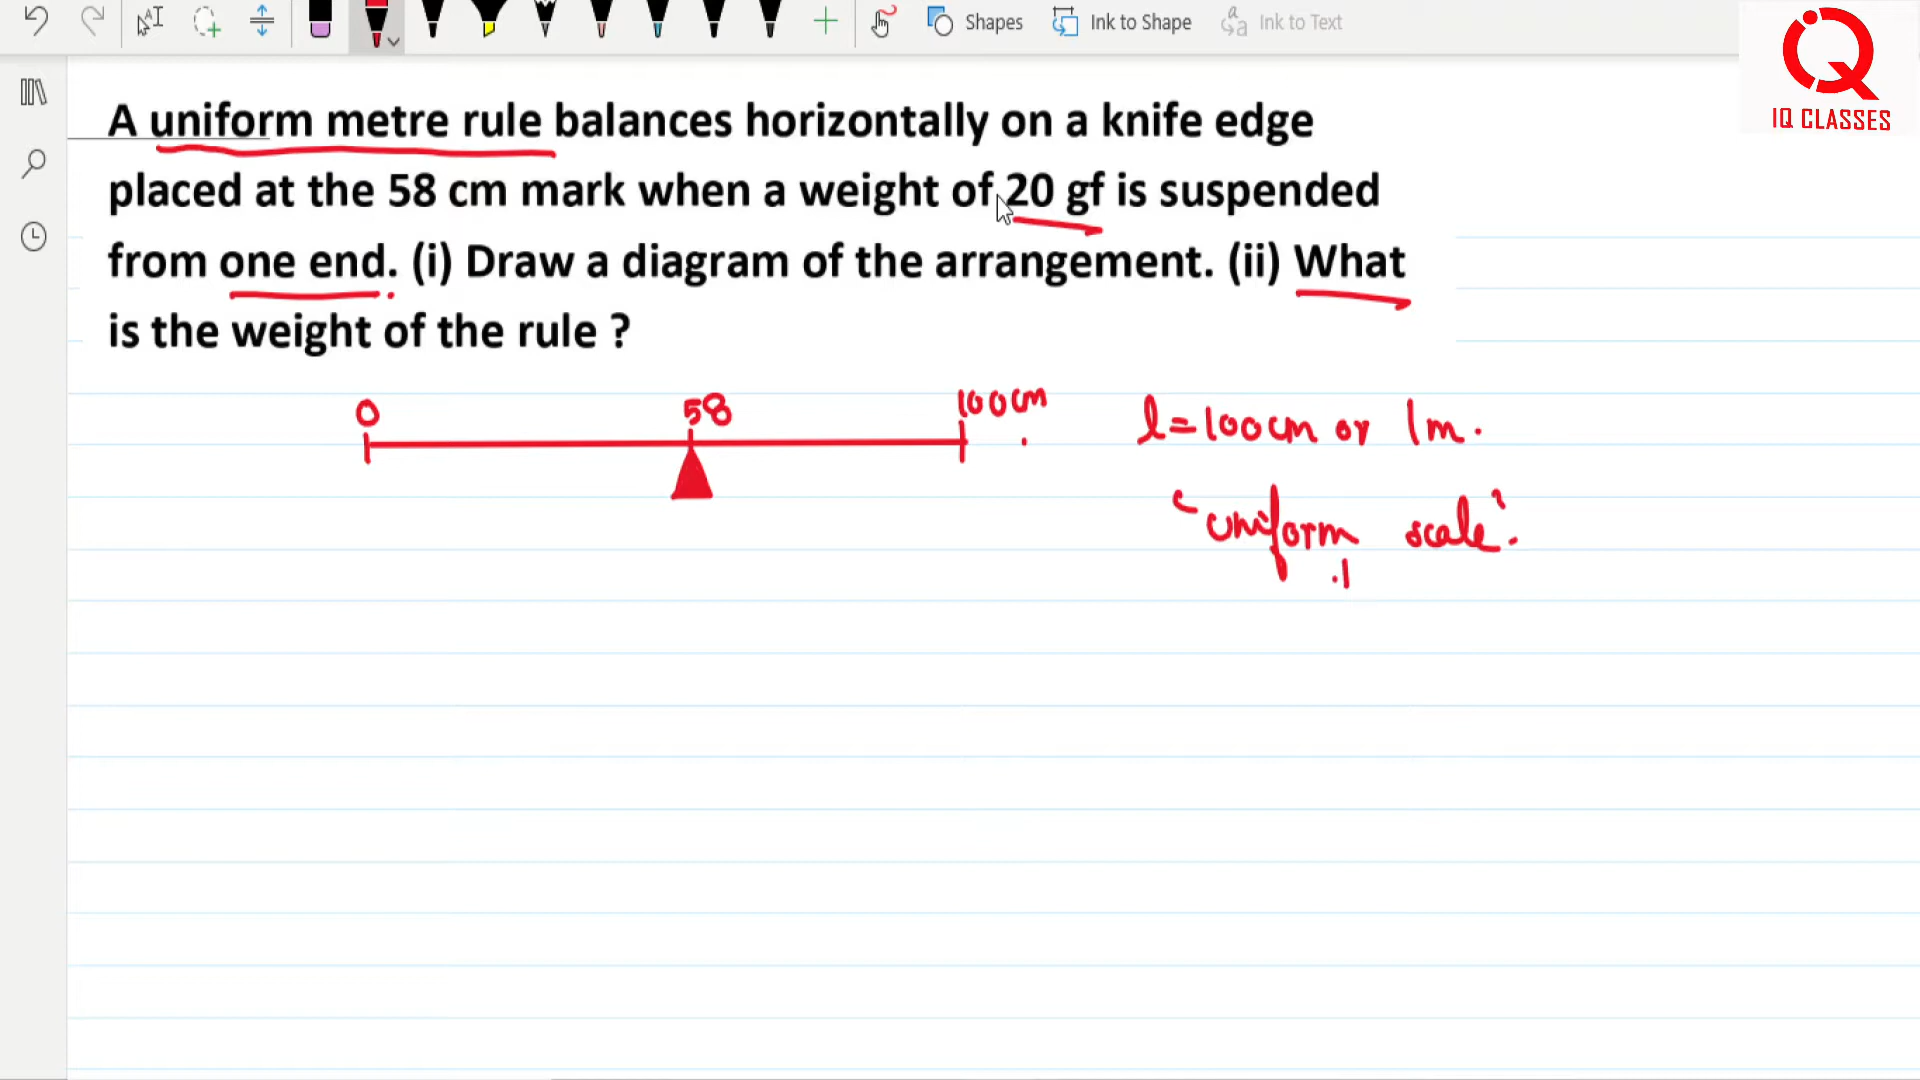 Shapes Ink to Shape Ink to Text
IQ CLASSES
A uniform metre rule balances horizontally on a knife edge
placed at the 58 cm mark when a weight of 20 gf is suspended
from one end. (i) Draw a diagram of the arrangement. (ii) What
is the weight of the rule ?
0 58 100cm
l=100cm or 1m.
"uniform scale".